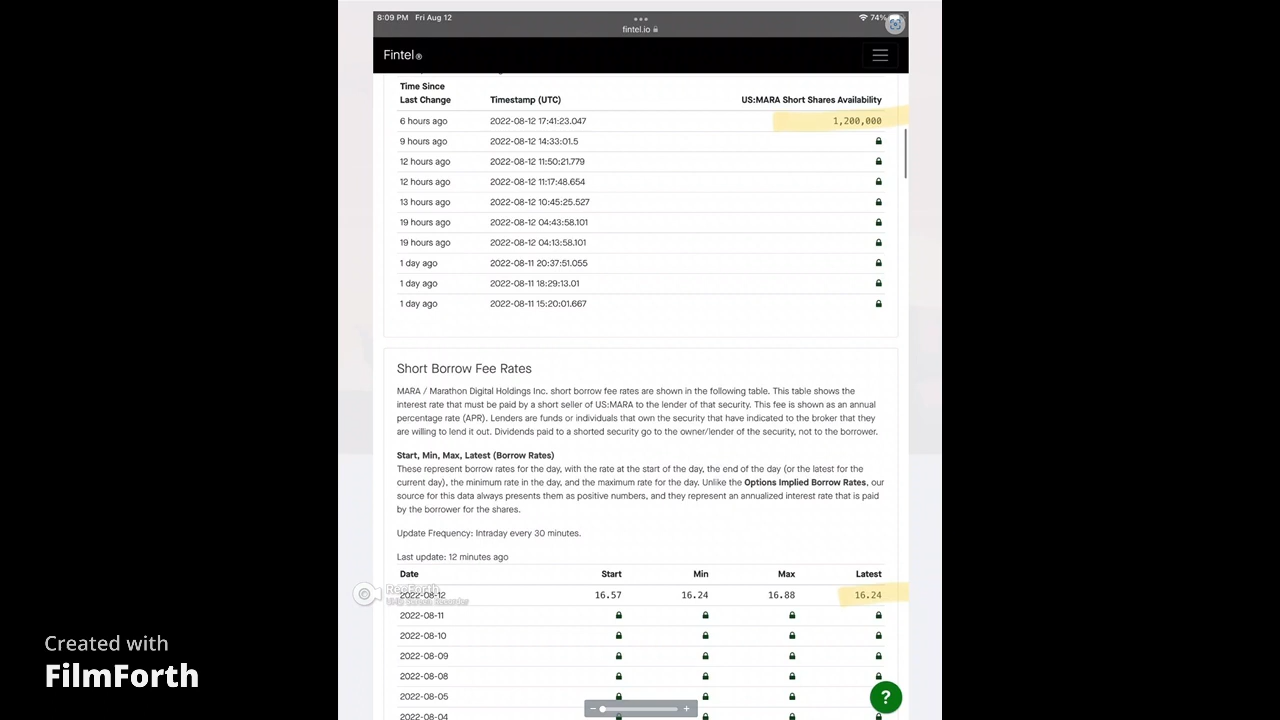 8:09 PM Fri Aug 12
74%
fintel.io
Fintel®
Time Since
Last Change Timestamp (UTC) US:MARA Short Shares Availability
6 hours ago 2022-08-12 17:41:23.047 1,200,000
9 hours ago 2022-08-12 14:33:01.5
12 hours ago 2022-08-12 11:50:21.779
12 hours ago 2022-08-12 11:17:48.654
13 hours ago 2022-08-12 10:45:25.527
19 hours ago 2022-08-12 04:43:58.101
19 hours ago 2022-08-12 04:13:58.101
1 day ago 2022-08-11 20:37:51.055
1 day ago 2022-08-11 18:29:13.01
1 day ago 2022-08-11 15:20:01.667
Short Borrow Fee Rates
MARA / Marathon Digital Holdings Inc. short borrow fee rates are shown in the following table. This table shows the
interest rate that must be paid by a short seller of US:MARA to the lender of that security. This fee is shown as an annual
percentage rate (APR). Lenders are funds or individuals that own the security that have indicated to the broker that they
are willing to lend it out. Dividends paid to a shorted security go to the owner/lender of the security, not to the borrower.
Start, Min, Max, Latest (Borrow Rates)
These represent borrow rates for the day, with the rate at the start of the day, the end of the day (or the latest for the
current day), the minimum rate in the day, and the maximum rate for the day. Unlike the Options Implied Borrow Rates, our
source for this data always presents them as positive numbers, and they represent an annualized interest rate that is paid
by the borrower for the shares.
Update Frequency: Intraday every 30 minutes.
Last update: 12 minutes ago
Date Start Min Max Latest
2022-08-12 16.57 16.24 16.88 16.24
RecForth
Screen Recorder
2022-08-11
2022-08-10
2022-08-09
2022-08-08
2022-08-05
2022-08-04
?
Created with
FilmForth